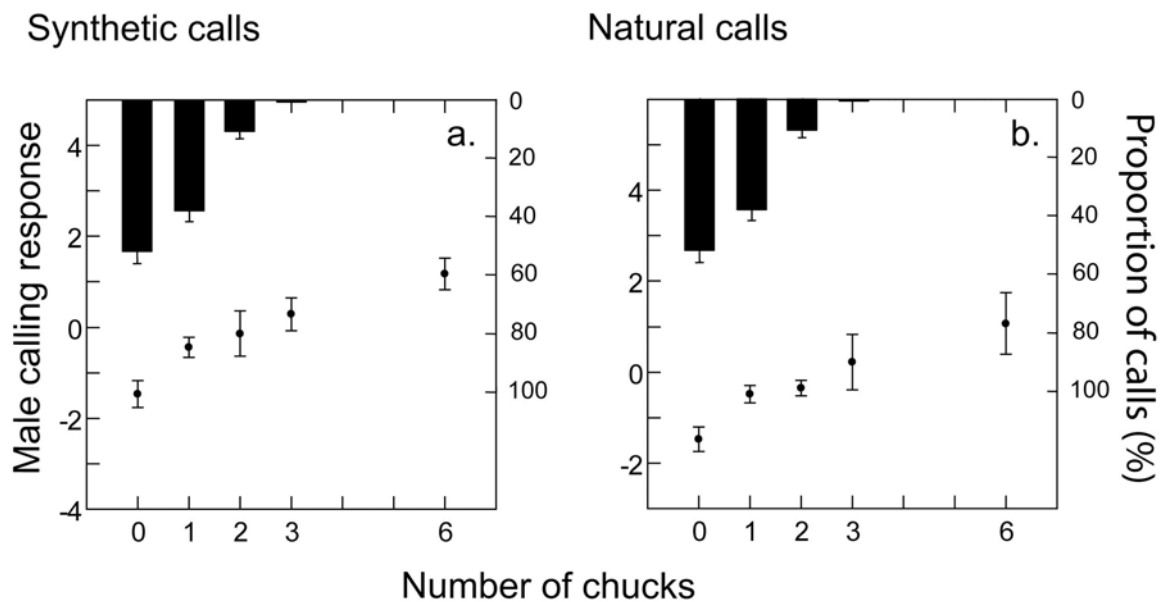 Synthetic calls
Natural calls
Male calling response
4
2
0
-2
-4
a.
0
20
40
60
80
100
0 1 2 3 6
4
2
0
-2
b.
0
20
40
60
80
100
0 1 2 3 6
Proportion of calls (%)
Number of chucks